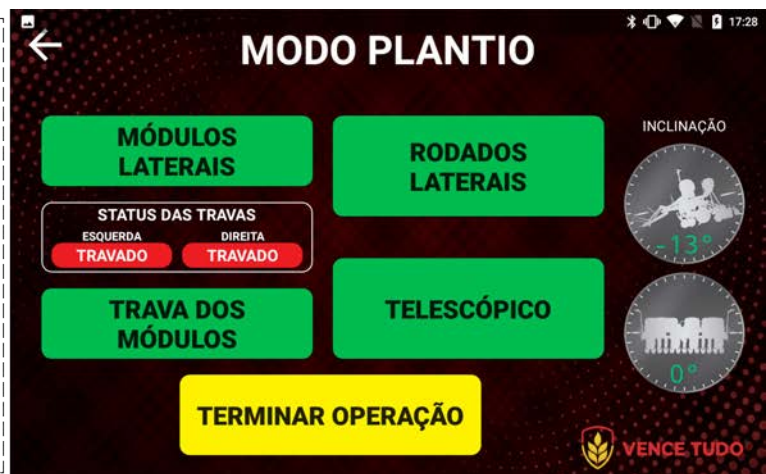 17:28
MODO PLANTIO
MÓDULOS
LATERAIS
RODADOS
LATERAIS
INCLINAÇÃO
STATUS DAS TRAVAS
ESQUERDA
DIREITA
TRAVADO
TRAVADO
-13°
TRAVA DOS
MÓDULOS
TELESCÓPICO
0°
TERMINAR OPERAÇÃO
VENCE TUDO